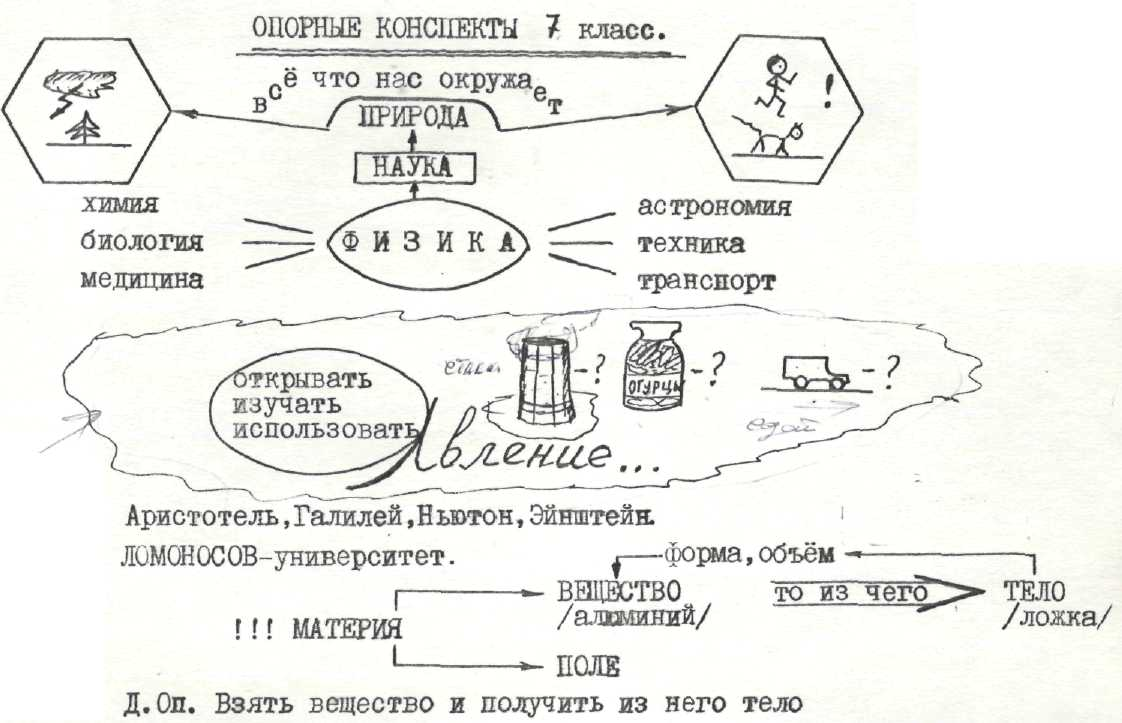 ОПОРНЫЕ КОНСПЕКТЫ 7 класс.
всё что нас окружает
ПРИРОДА
НАУКА
ФИЗИКА
химия
биология
медицина
астрономия
техника
транспорт
открывать
изучать
использовать
Явление...
-?
ОГУРЦЫ
-?
-?
Аристотель,Галилей,Ньютон,Эйнштейн.
ЛОМОНОСОВ-университет.
форма,объём
!!! МАТЕРИЯ
ВЕЩЕСТВО
/алюминий/
то из чего
ТЕЛО
/ложка/
ПОЛЕ
Д.Оп. Взять вещество и получить из него тело
!